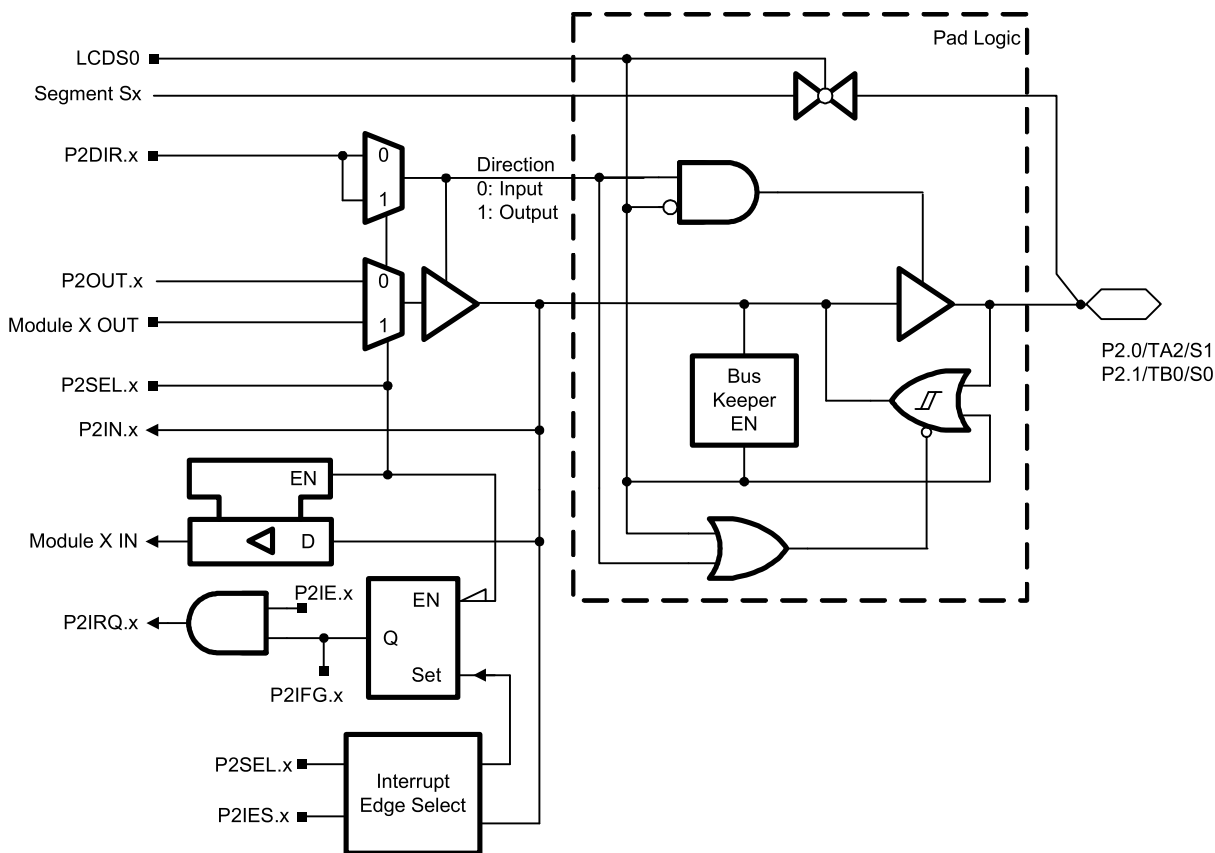 Pad Logic
LCDS0
Segment Sx
P2DIR.x
0
1
Direction
0: Input
1: Output
P2OUT.x
0
Module X OUT
1
P2SEL.x
P2IN.x
Bus
Keeper
EN
P2.0/TA2/S1
P2.1/TB0/S0
EN
Module X IN
D
P2IE.x
EN
P2IRQ.x
Q
Set
P2IFG.x
P2SEL.x
P2IES.x
Interrupt
Edge Select